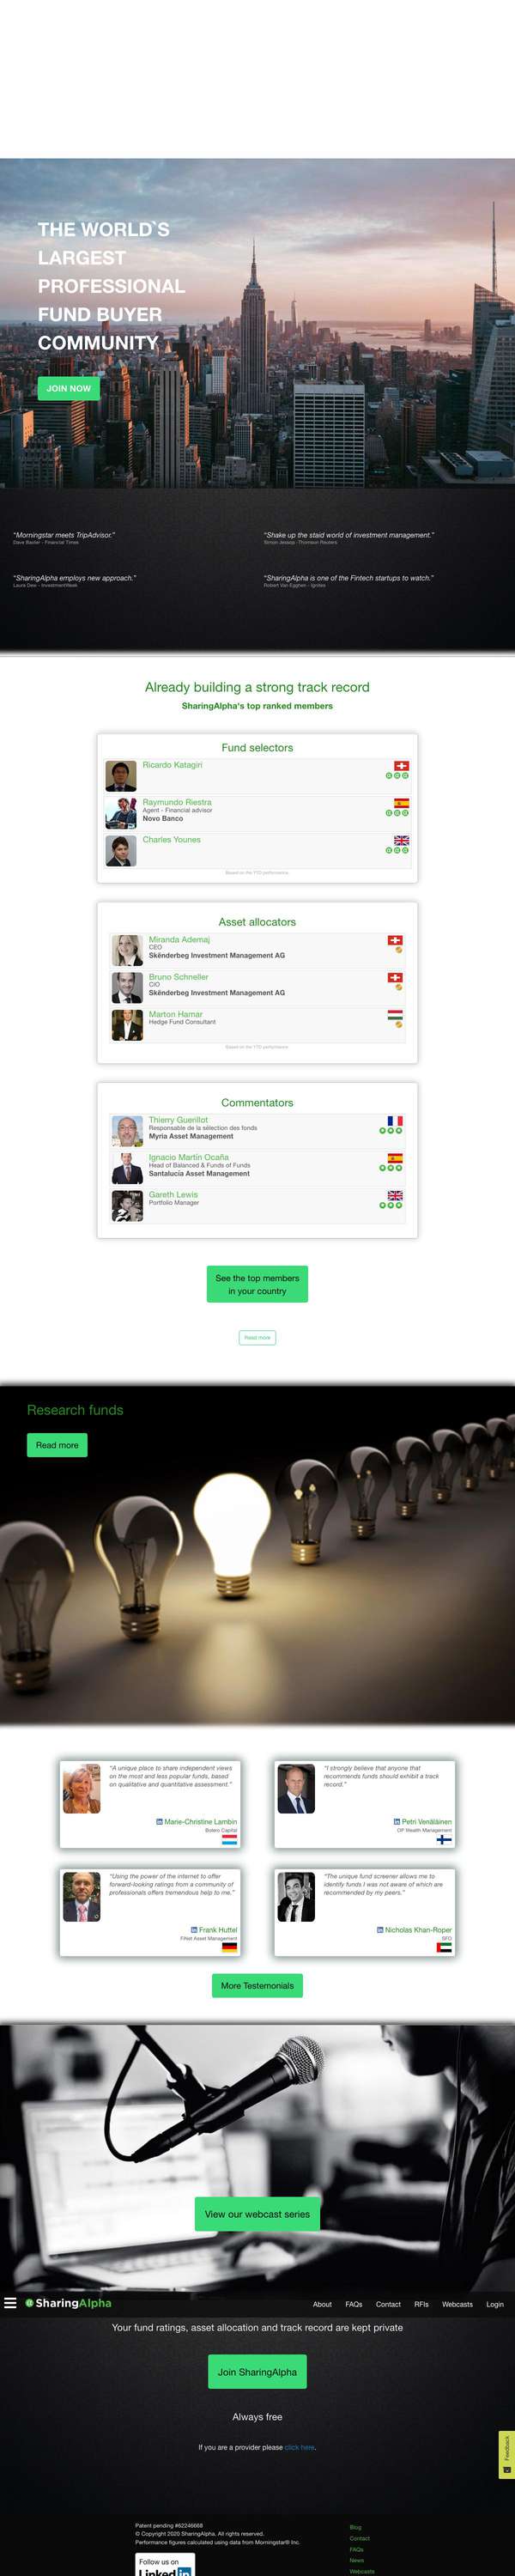 THE WORLD`S
LARGEST
PROFESSIONAL
FUND BUYER
COMMUNITY
JOIN NOW
"Morningstar meets TripAdvisor."
Dave Baxter - Financial Times
"Shake up the staid world of investment management."
Simon Jessop - Thomson Reuters
"SharingAlpha employs new approach."
Laura Dew - InvestmentWeek
"SharingAlpha is one of the Fintech startups to watch."
Robert Van Egghen - Ignites
Already building a strong track record
SharingAlpha's top ranked members
Fund selectors
Ricardo Katagiri
Raymundo Riestra
Agent - Financial advisor
Novo Banco
Charles Younes
Based on the YTD performance
Asset allocators
Miranda Ademaj
CEO
Skënderbeg Investment Management AG
Bruno Schneller
CIO
Skënderbeg Investment Management AG
Marton Hamar
Hedge Fund Consultant
Based on the YTD performance
Commentators
Thierry Guerillot
Responsable de la sélection des fonds
Myria Asset Management
Ignacio Martín Ocaña
Head of Balanced & Funds of Funds
Santalucía Asset Management
Gareth Lewis
Portfolio Manager
See the top members
in your country
Read more
Research funds
Read more
"A unique place to share independent views
on the most and less popular funds, based
on qualitative and quantitative assessment."
Marie-Christine Lambin
Bolero Capital
"I strongly believe that anyone that
recommends funds should exhibit a track
record."
Petri Venäläinen
OP Wealth Management
"Using the power of the internet to offer
forward-looking ratings from a community of
professionals offers tremendous help to me."
Frank Huttel
FiNet Asset Management
"The unique fund screener allows me to
identify funds I was not aware of which are
recommended by my peers."
Nicholas Khan-Roper
SFO
More Testemonials
View our webcast series
SharingAlpha
About FAQs Contact RFIs Webcasts Login
Your fund ratings, asset allocation and track record are kept private
Join SharingAlpha
Always free
If you are a provider please click here.
Feedback
Patent pending #62246668
© Copyright 2020 SharingAlpha. All rights reserved.
Performance figures calculated using data from Morningstar® Inc.
Follow us on
Linked in
Blog
Contact
FAQs
News
Webcasts